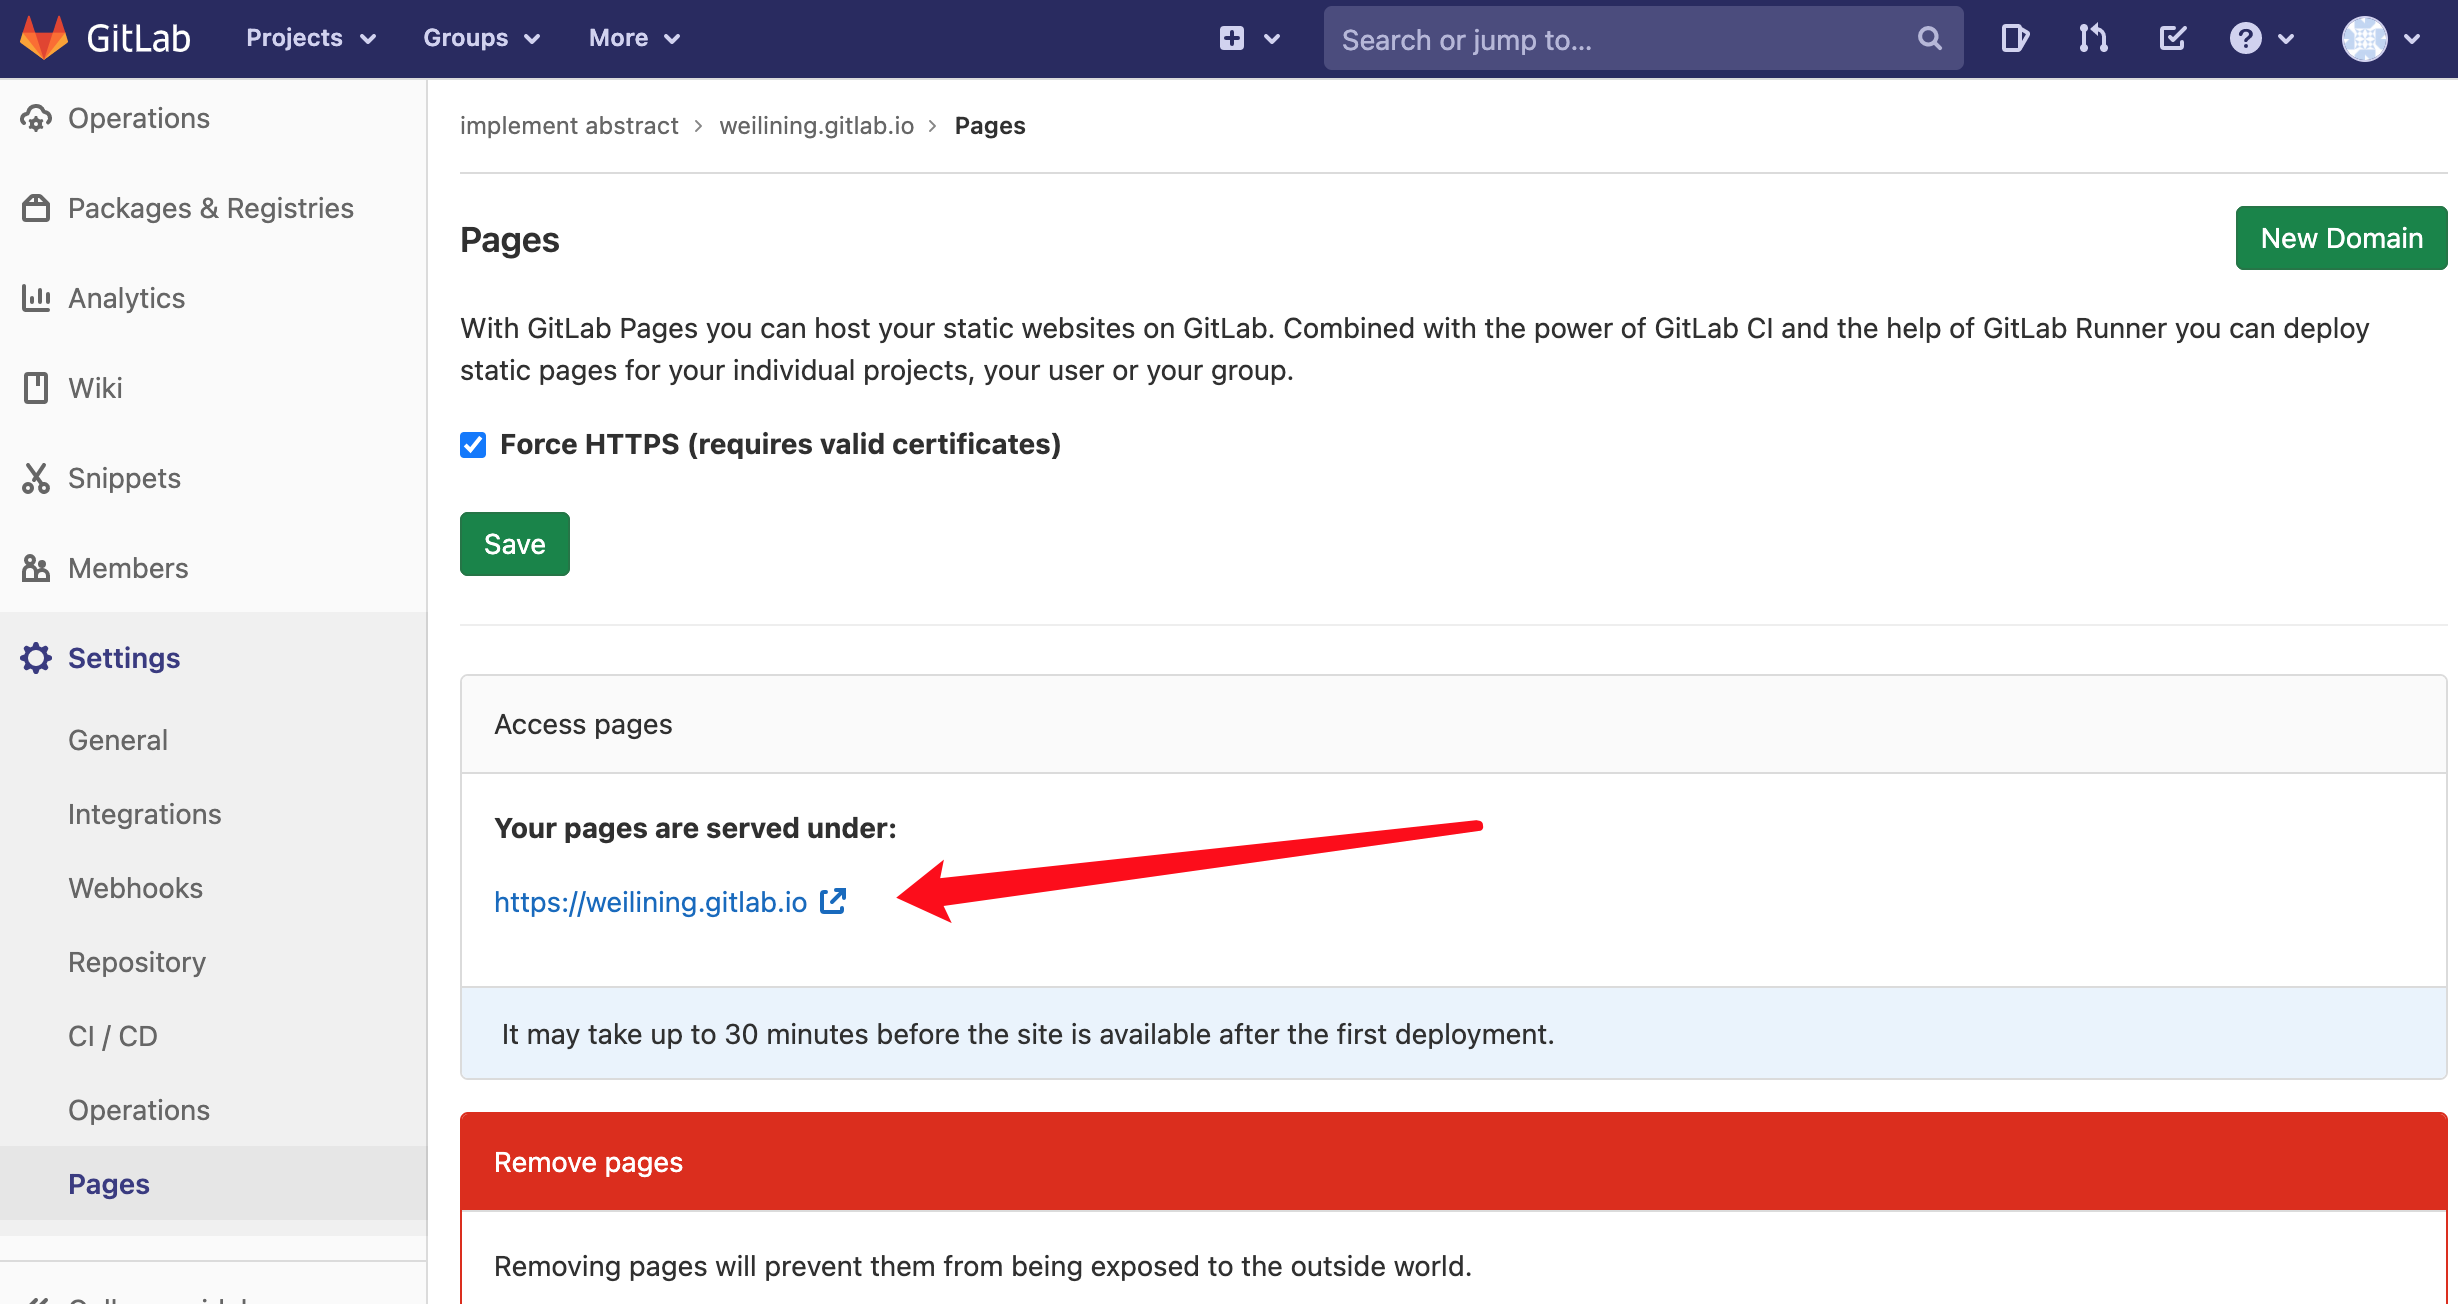 GitLab Projects Groups More Search or jump to...
Operations
Packages & Registries
Analytics
Wiki
Snippets
Members
Settings
General
Integrations
Webhooks
Repository
CI / CD
Operations
Pages
implement abstract › weilining.gitlab.io › Pages
Pages
New Domain
With GitLab Pages you can host your static websites on GitLab. Combined with the power of GitLab CI and the help of GitLab Runner you can deploy
static pages for your individual projects, your user or your group.
Force HTTPS (requires valid certificates)
Save
Access pages
Your pages are served under:
https://weilining.gitlab.io
It may take up to 30 minutes before the site is available after the first deployment.
Remove pages
Removing pages will prevent them from being exposed to the outside world.